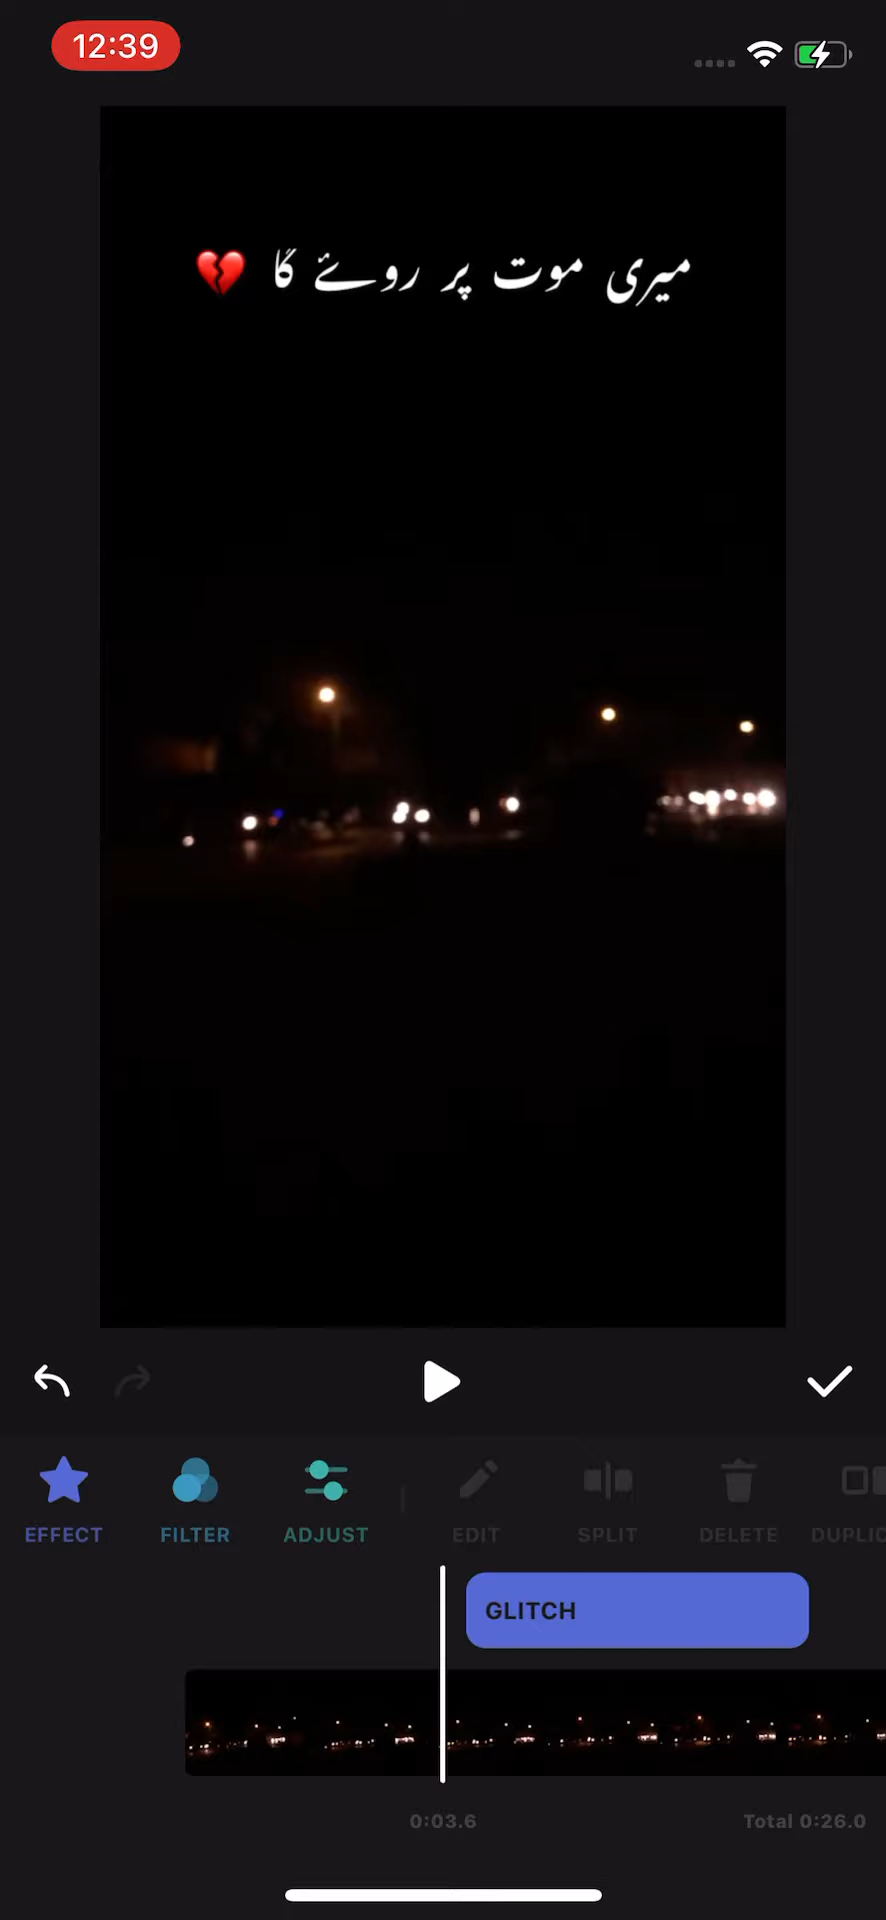 12:39
میری موت پر روئے گا 💔
EFFECT
FILTER
ADJUST
EDIT
SPLIT
DELETE
DUPLIC
GLITCH
0:03.6
Total 0:26.0